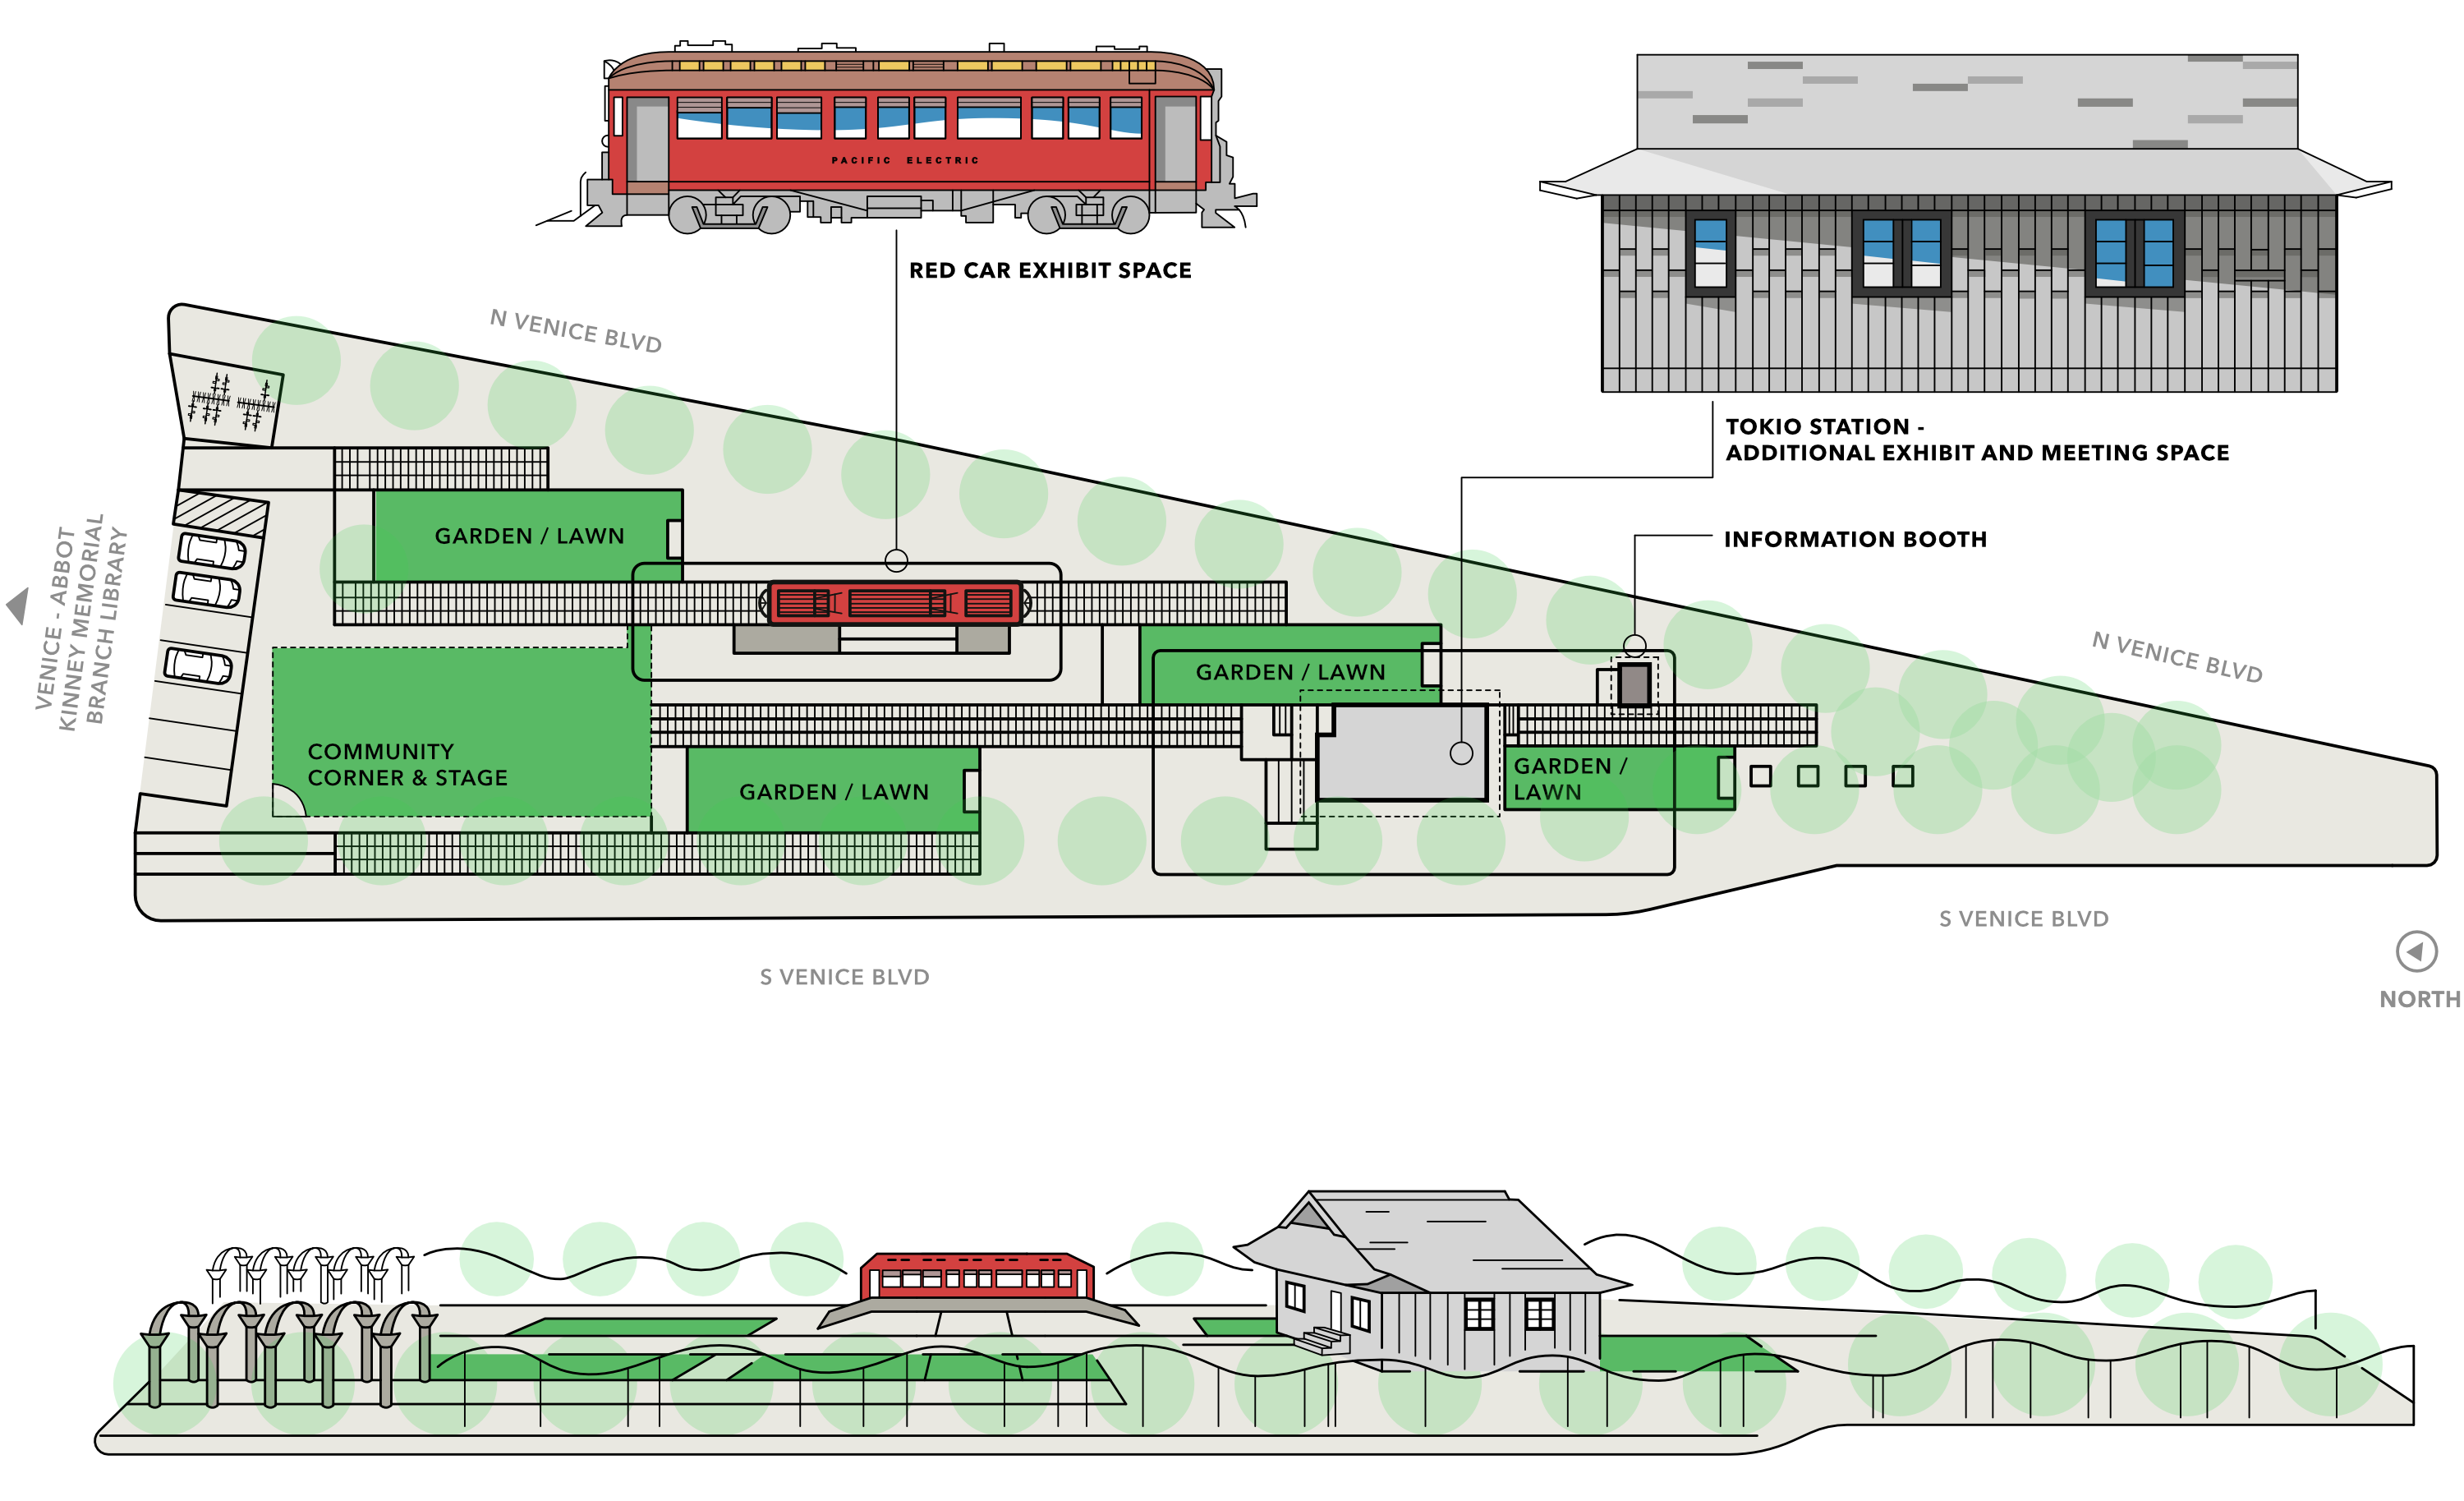 PACIFIC ELECTRIC
RED CAR EXHIBIT SPACE
N VENICE BLVD
TOKIO STATION -
ADDITIONAL EXHIBIT AND MEETING SPACE
INFORMATION BOOTH
VENICE - ABBOT
KINNEY MEMORIAL
BRANCH LIBRARY
GARDEN / LAWN
GARDEN / LAWN
N VENICE BLVD
COMMUNITY
CORNER & STAGE
GARDEN / LAWN
GARDEN /
LAWN
S VENICE BLVD
S VENICE BLVD
NORTH